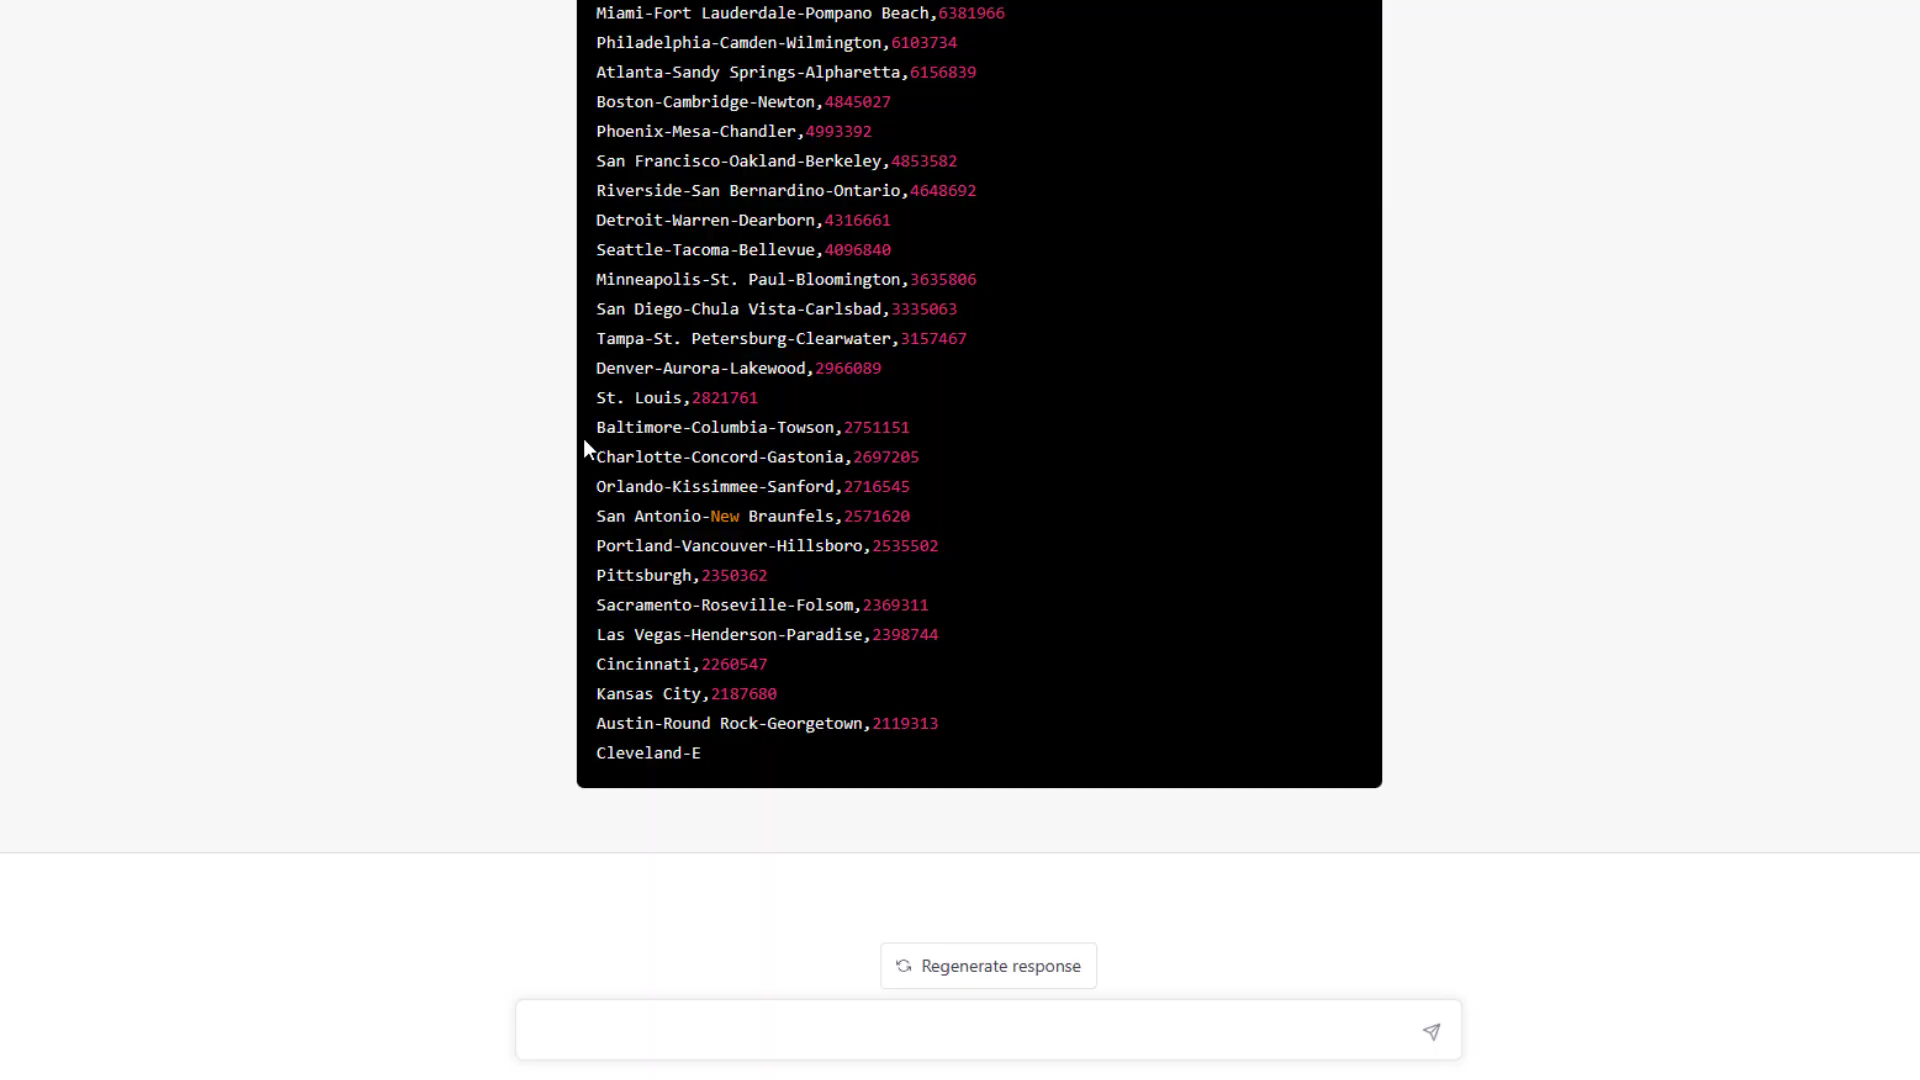 Miami-Fort Lauderdale-Pompano Beach,6381966
Philadelphia-Camden-Wilmington,6103734
Atlanta-Sandy Springs-Alpharetta,6156839
Boston-Cambridge-Newton,4845027
Phoenix-Mesa-Chandler,4993392
San Francisco-Oakland-Berkeley,4853582
Riverside-San Bernardino-Ontario,4648692
Detroit-Warren-Dearborn,4316661
Seattle-Tacoma-Bellevue,4096840
Minneapolis-St. Paul-Bloomington,3635806
San Diego-Chula Vista-Carlsbad,3335063
Tampa-St. Petersburg-Clearwater,3157467
Denver-Aurora-Lakewood,2966089
St. Louis,2821761
Baltimore-Columbia-Towson,2751151
Charlotte-Concord-Gastonia,2697205
Orlando-Kissimmee-Sanford,2716545
San Antonio-New Braunfels,2571620
Portland-Vancouver-Hillsboro,2535502
Pittsburgh,2350362
Sacramento-Roseville-Folsom,2369311
Las Vegas-Henderson-Paradise,2398744
Cincinnati,2260547
Kansas City,2187680
Austin-Round Rock-Georgetown,2119313
Cleveland-E
Regenerate response